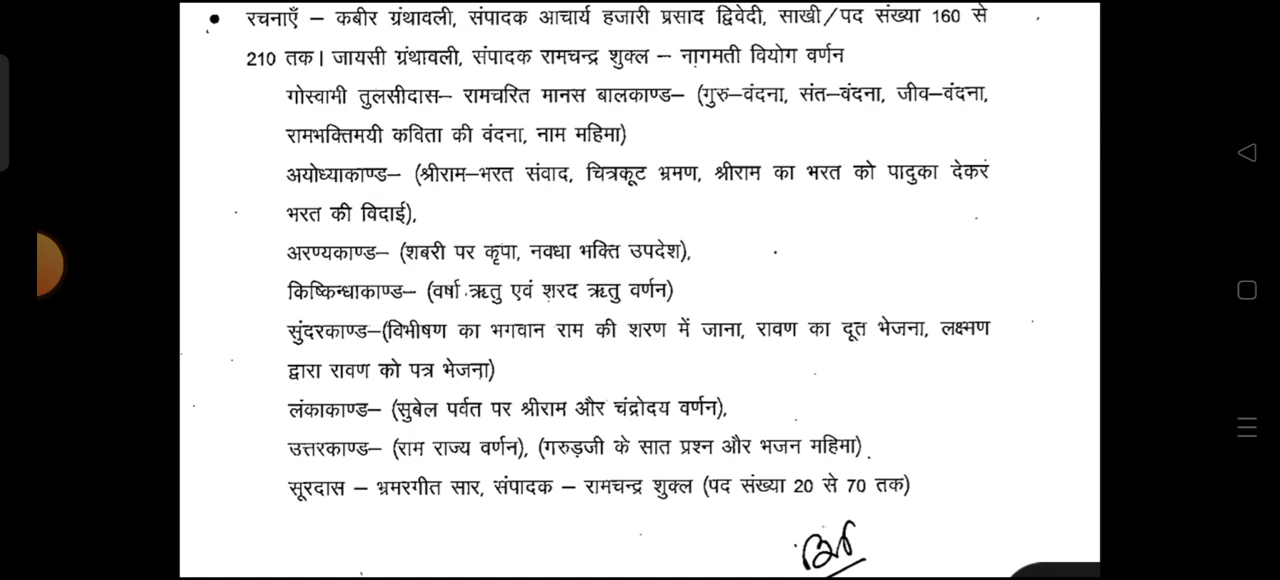 • रचनाएँ – कबीर ग्रंथावली, संपादक आचार्य हजारी प्रसाद द्विवेदी, साखी/पद संख्या 160 से
210 तक। जायसी ग्रंथावली, संपादक रामचन्द्र शुक्ल – नागमती वियोग वर्णन
गोस्वामी तुलसीदास– रामचरित मानस बालकाण्ड– (गुरु–वंदना, संत–वंदना, जीव–वंदना,
रामभक्तिमयी कविता की वंदना, नाम महिमा)
अयोध्याकाण्ड– (श्रीराम–भरत संवाद, चित्रकूट भ्रमण, श्रीराम का भरत को पादुका देकर
भरत की विदाई),
अरण्यकाण्ड– (शबरी पर कृपा, नवधा भक्ति उपदेश),
किष्किन्धाकाण्ड– (वर्षा ऋतु एवं शरद ऋतु वर्णन)
सुंदरकाण्ड–(विभीषण का भगवान राम की शरण में जाना, रावण का दूत भेजना, लक्ष्मण
द्वारा रावण को पत्र भेजना)
लंकाकाण्ड– (सुबेल पर्वत पर श्रीराम और चंद्रोदय वर्णन),
उत्तरकाण्ड– (राम राज्य वर्णन), (गरुड़जी के सात प्रश्न और भजन महिमा)
सूरदास – भ्रमरगीत सार, संपादक – रामचन्द्र शुक्ल (पद संख्या 20 से 70 तक)